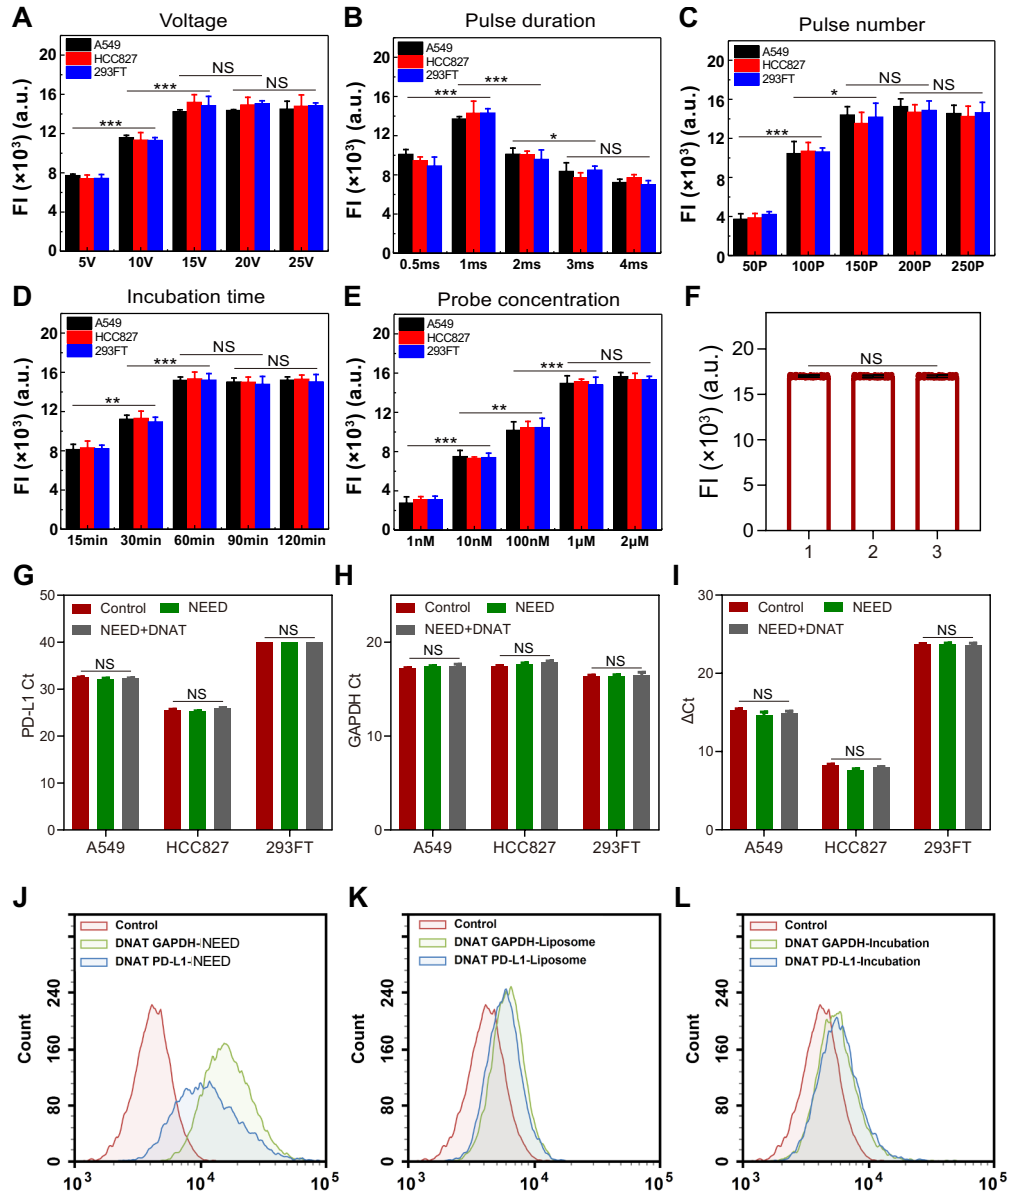 A
Voltage
A549
HCC827
293FT
NS
NS
***
***
FI (×10³) (a.u.)
16
12
8
4
0
5V 10V 15V 20V 25V
B
Pulse duration
A549
HCC827
293FT
***
***
*
NS
FI (×10³) (a.u.)
20
16
12
8
4
0
0.5ms 1ms 2ms 3ms 4ms
C
Pulse number
A549
HCC827
293FT
NS
NS
*
***
FI (×10³) (a.u.)
20
16
12
8
4
0
50P 100P 150P 200P 250P
D
Incubation time
A549
HCC827
293FT
NS
NS
***
**
FI (×10³) (a.u.)
20
16
12
8
4
0
15min 30min 60min 90min 120min
E
Probe concentration
A549
HCC827
293FT
NS
***
**
***
FI (×10³) (a.u.)
20
16
12
8
4
0
1nM 10nM 100nM 1μM 2μM
F
NS
FI (×10³) (a.u.)
20
15
10
5
0
1 2 3
G
Control NEED
NEED+DNAT
NS
NS
NS
PD-L1 Ct
50
40
30
20
10
0
A549 HCC827 293FT
H
Control NEED
NEED+DNAT
NS
NS
NS
GAPDH Ct
20
10
0
A549 HCC827 293FT
I
Control NEED
NEED+DNAT
NS
NS
NS
ΔCt
30
20
10
0
A549 HCC827 293FT
J
Control
DNAT GAPDH-NEED
DNAT PD-L1-NEED
Count
240
160
80
0
10³ 10⁴ 10⁵
K
Control
DNAT GAPDH-Liposome
DNAT PD-L1-Liposome
Count
240
160
80
0
10³ 10⁴ 10⁵
L
Control
DNAT GAPDH-Incubation
DNAT PD-L1-Incubation
Count
240
160
80
0
10³ 10⁴ 10⁵